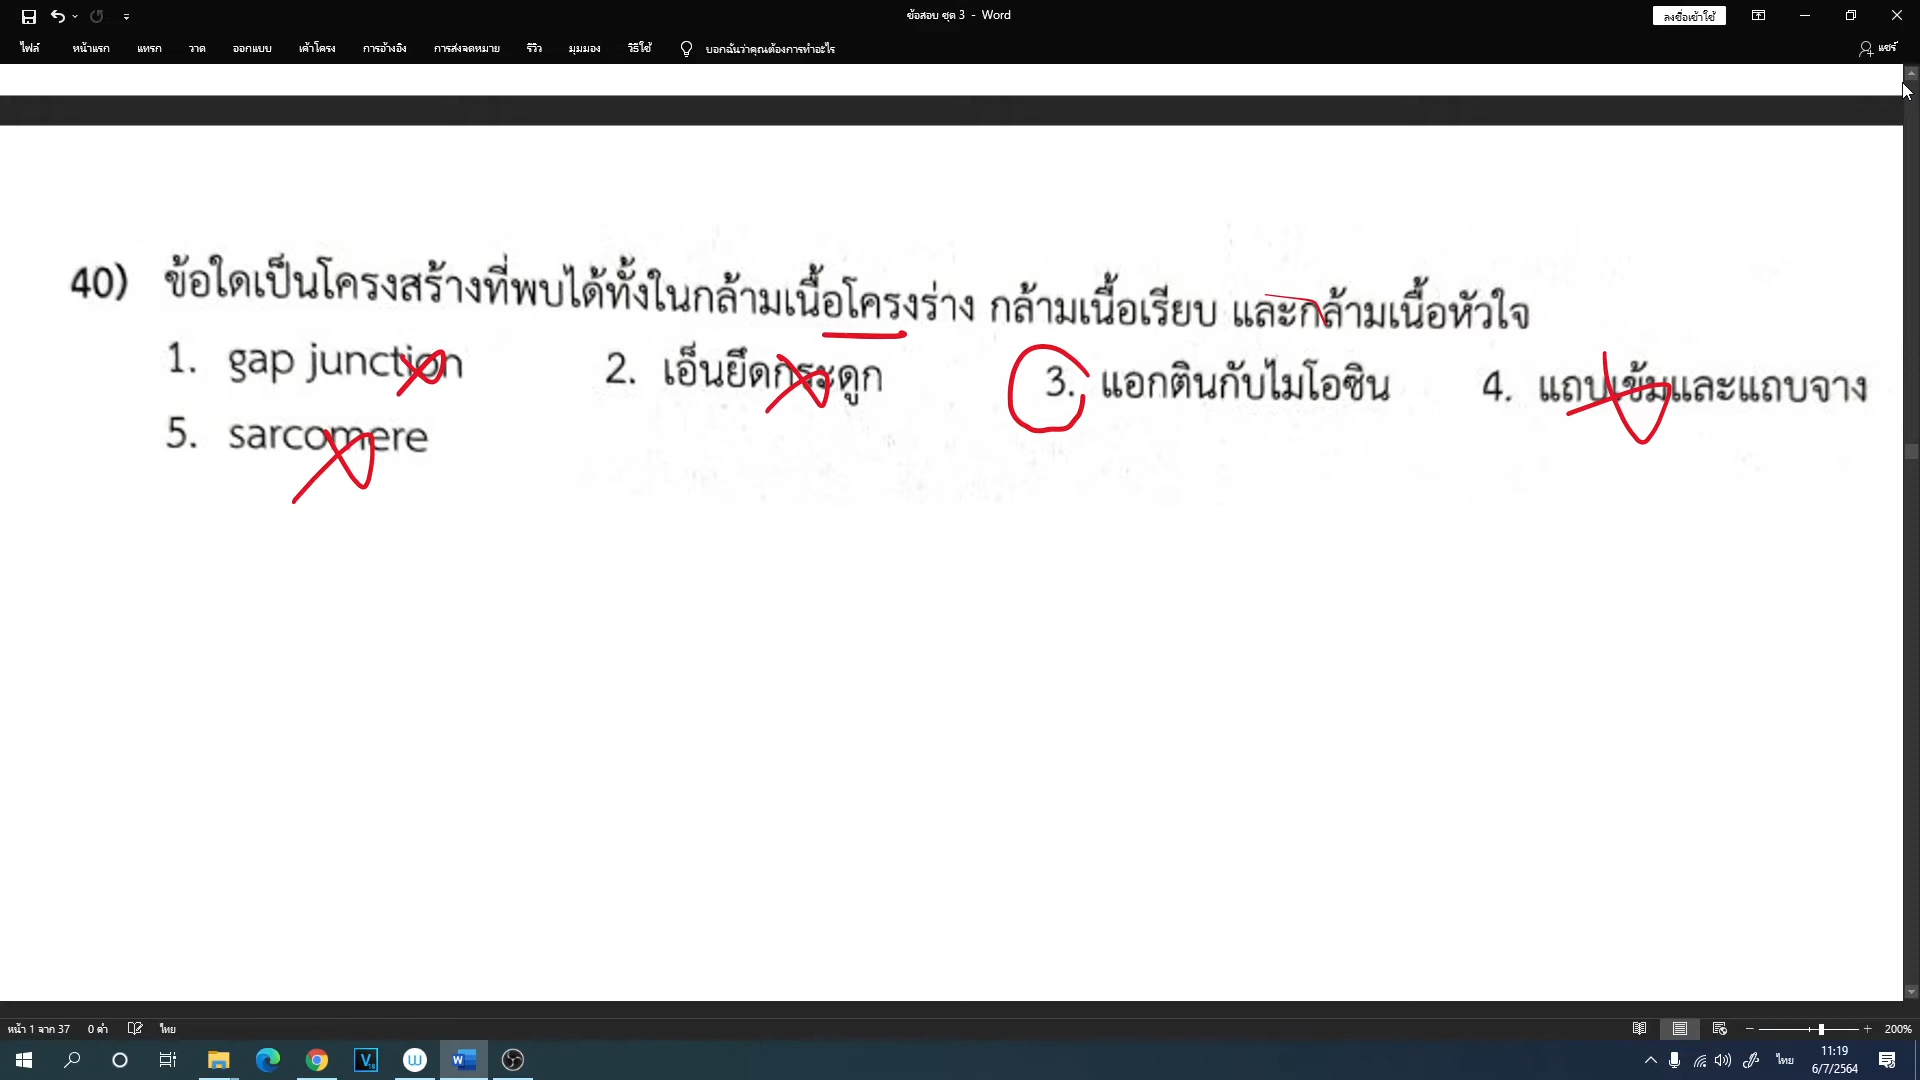 ข้อสอบ ชุด 3 - Word
ลงชื่อเข้าใช้
ไฟล์ หน้าแรก แทรก วาด ออกแบบ เค้าโครง การอ้างอิง การส่งจดหมาย รีวิว มุมมอง วิธีใช้ บอกฉันว่าคุณต้องการทำอะไร แชร์
40) ข้อใดเป็นโครงสร้างที่พบได้ทั้งในกล้ามเนื้อโครงร่าง กล้ามเนื้อเรียบ และกล้ามเนื้อหัวใจ
1. gap junction 2. เอ็นยึดกระดูก 3. แอกตินกับไมโอซิน 4. แถบเข้มและแถบจาง
5. sarcomere
หน้า 1 จาก 37 0 คำ ไทย 200%
ไทย 11:19
6/7/2564